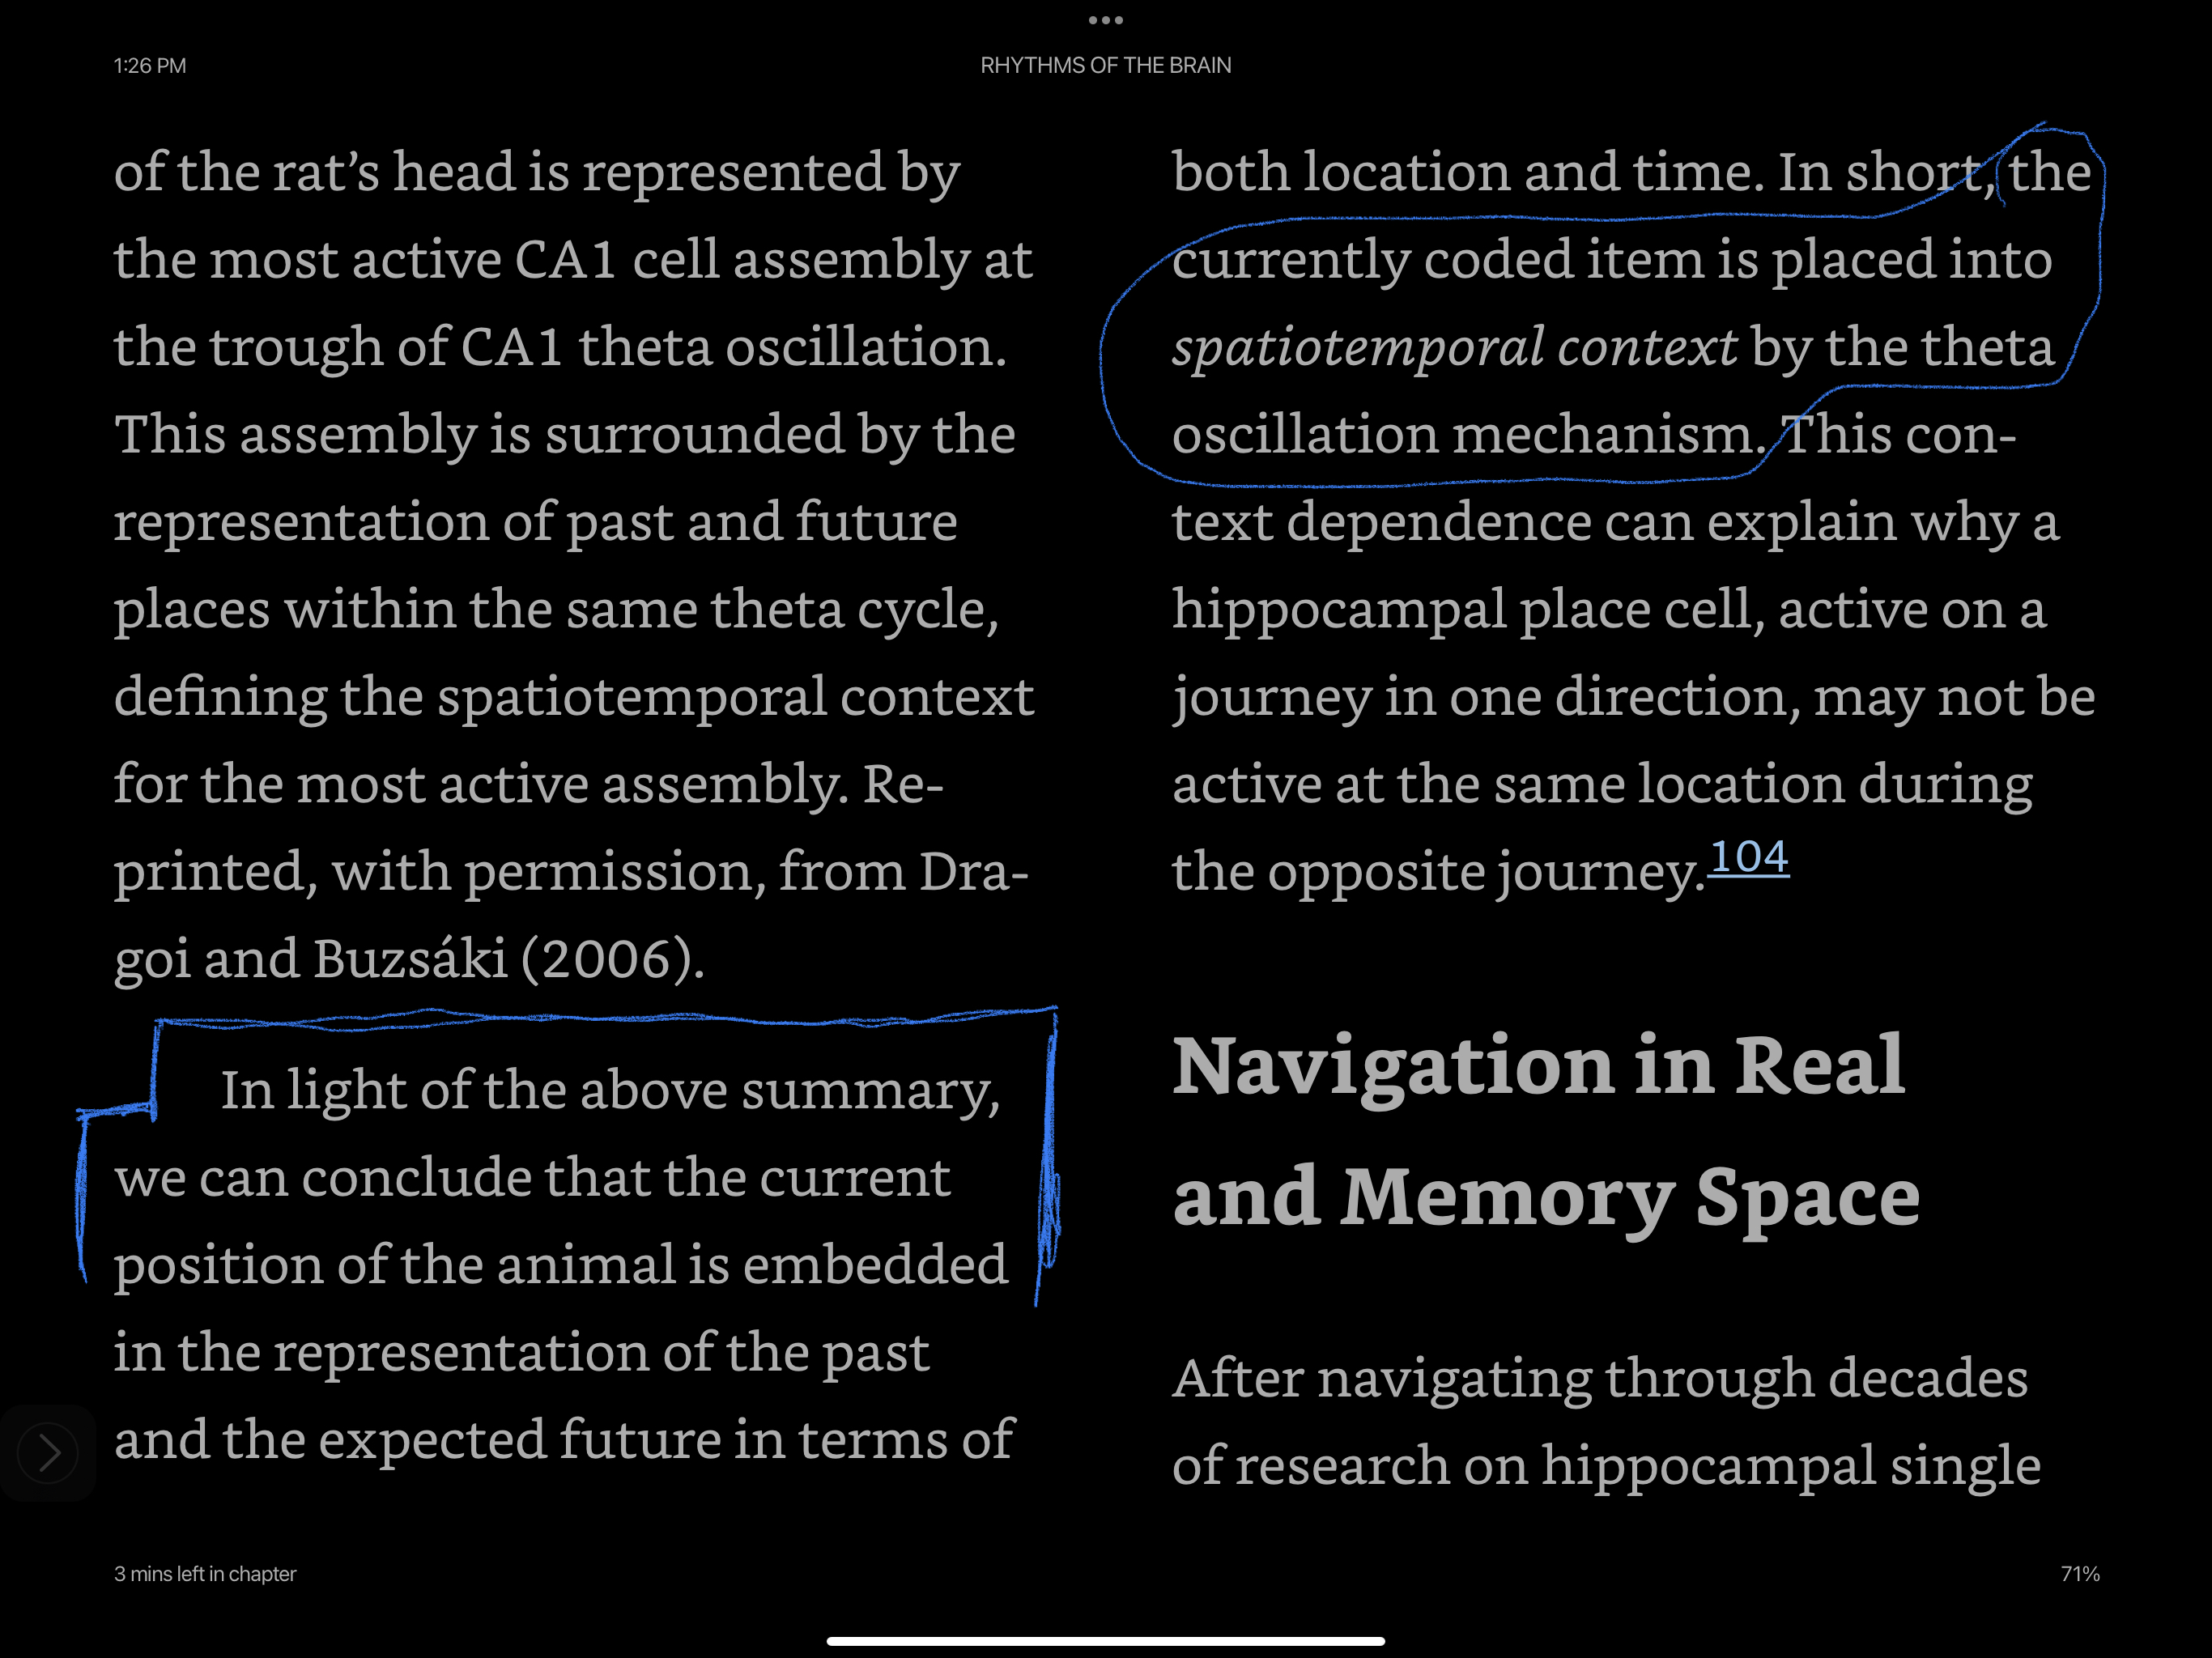 1:26 PM
RHYTHMS OF THE BRAIN
of the rat’s head is represented by
the most active CA1 cell assembly at
the trough of CA1 theta oscillation.
This assembly is surrounded by the
representation of past and future
places within the same theta cycle,
defining the spatiotemporal context
for the most active assembly. Re-
printed, with permission, from Dra-
goi and Buzsáki (2006).
In light of the above summary,
we can conclude that the current
position of the animal is embedded
in the representation of the past
and the expected future in terms of
both location and time. In short, the
currently coded item is placed into
spatiotemporal context by the theta
oscillation mechanism. This con-
text dependence can explain why a
hippocampal place cell, active on a
journey in one direction, may not be
active at the same location during
the opposite journey.104
Navigation in Real
and Memory Space
After navigating through decades
of research on hippocampal single
3 mins left in chapter
71%